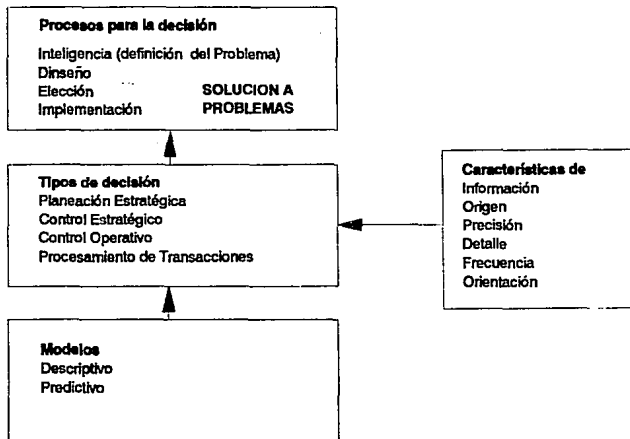 Procesos para la decisión
Inteligencia (definición del Problema)
Dinseño
Elección SOLUCION A
Implementación PROBLEMAS
Tipos de decisión
Planeación Estratégica
Control Estratégico
Control Operativo
Procesamiento de Transacciones
Características de
Información
Origen
Precisión
Detalle
Frecuencia
Orientación
Modelos
Descriptivo
Predictivo